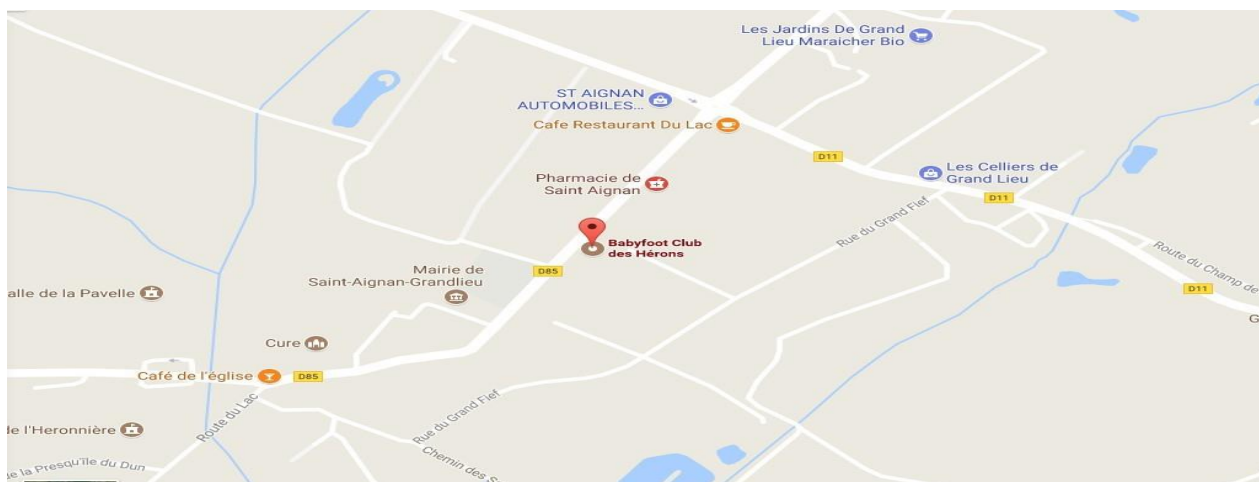 Les Jardins De Grand
Lieu Maraicher Bio
ST AIGNAN
AUTOMOBILES...
Cafe Restaurant Du Lac
D11
Les Celliers de
Grand Lieu
Pharmacie de
Saint Aignan
D11
Rue du Grand Fief
Babyfoot Club
des Hérons
Route du Champ de
D85
Mairie de
Saint-Aignan-Grandlieu
alle de la Pavelle
D11
G
Cure
Café de l'église
D85
Route du Lac
Rue du Grand Fief
de l'Heronnière
Chemin des S
de la Presqu'île du Dun